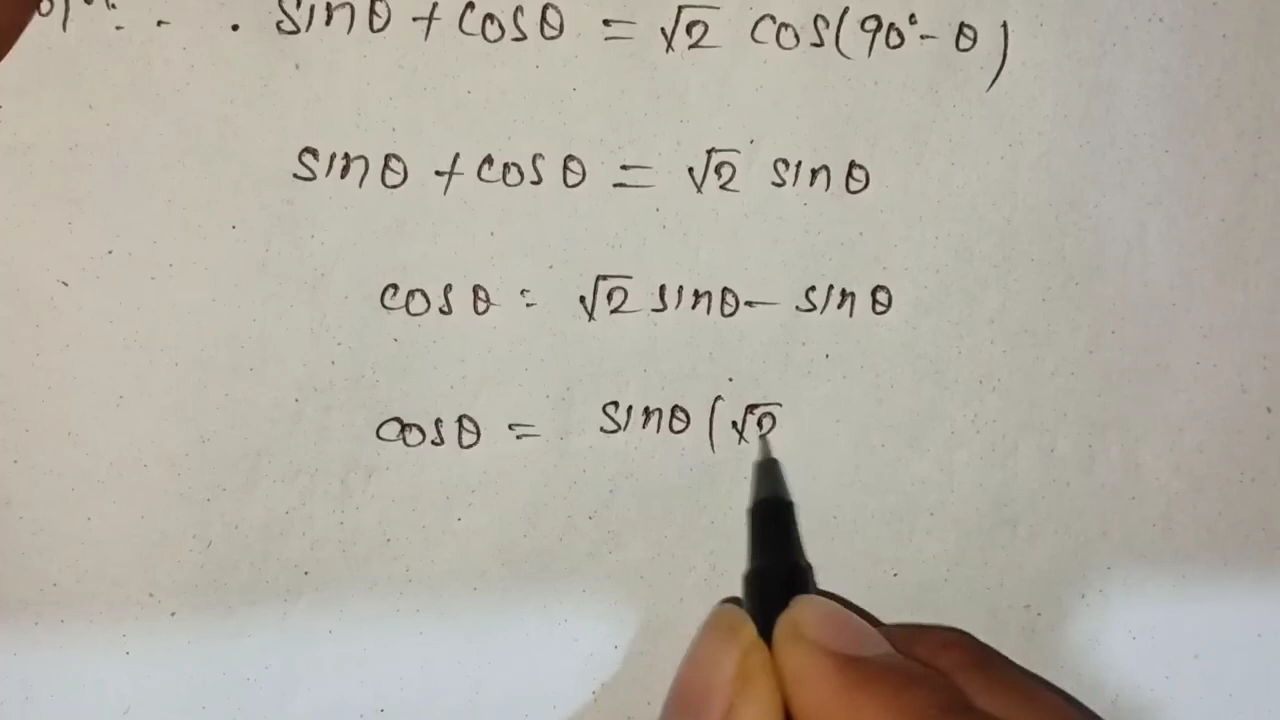 . sinθ + cosθ = √2 cos(90° - θ)
sinθ + cosθ = √2 sinθ
cosθ = √2 sinθ - sinθ
cosθ = sinθ (√2